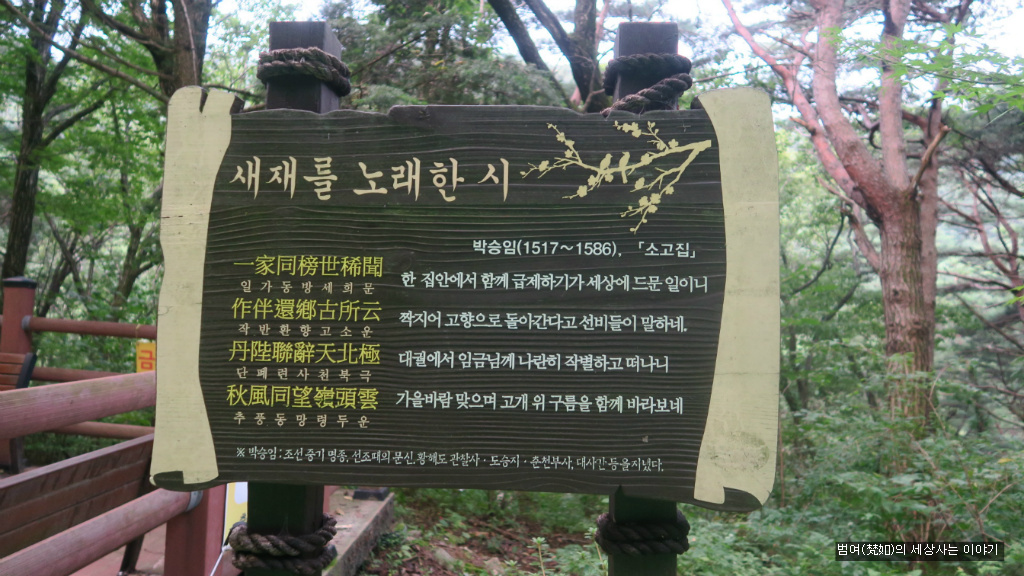 새재를 노래한 시
박승임(1517~1586), 「소고집」
一家同榜世稀聞
일가동방세희문
한 집안에서 함께 급제하기가 세상에 드문 일이니
作伴還鄉古所云
작반환향고소운
짝지어 고향으로 돌아간다고 선비들이 말하네.
丹陛聯辭天北極
단폐련사천북극
대궐에서 임금님께 나란히 작별하고 떠나니
秋風同望嶺頭雲
추풍동망령두운
가을바람 맞으며 고개 위 구름을 함께 바라보네
※ 박승임 : 조선 중기 명종, 선조때의 문신. 황해도 관찰사 · 도승지 · 춘천부사, 대사간 등을 지냈다.
범여(梵如)의 세상사는 이야기